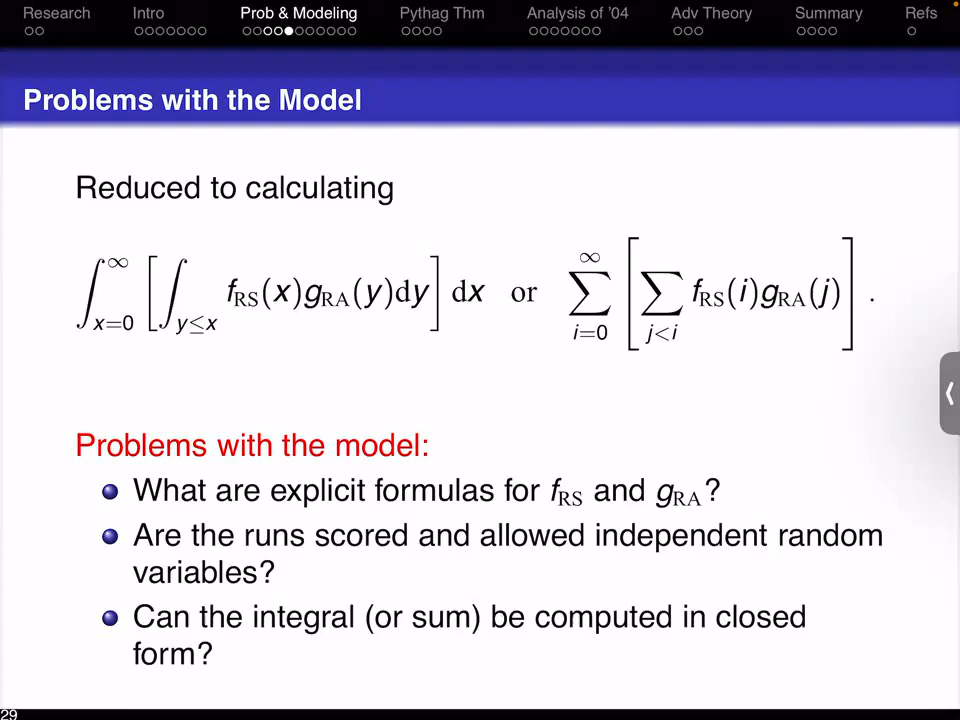 Research Intro Prob & Modeling Pythag Thm Analysis of ’04 Adv Theory Summary Refs
Problems with the Model
Reduced to calculating
∫_{x=0}^{∞} [ ∫_{y≤x} f_RS(x)g_RA(y)dy ] dx or ∑_{i=0}^{∞} [ ∑_{j<i} f_RS(i)g_RA(j) ] .
Problems with the model:
What are explicit formulas for f_RS and g_RA?
Are the runs scored and allowed independent random
variables?
Can the integral (or sum) be computed in closed
form?
29